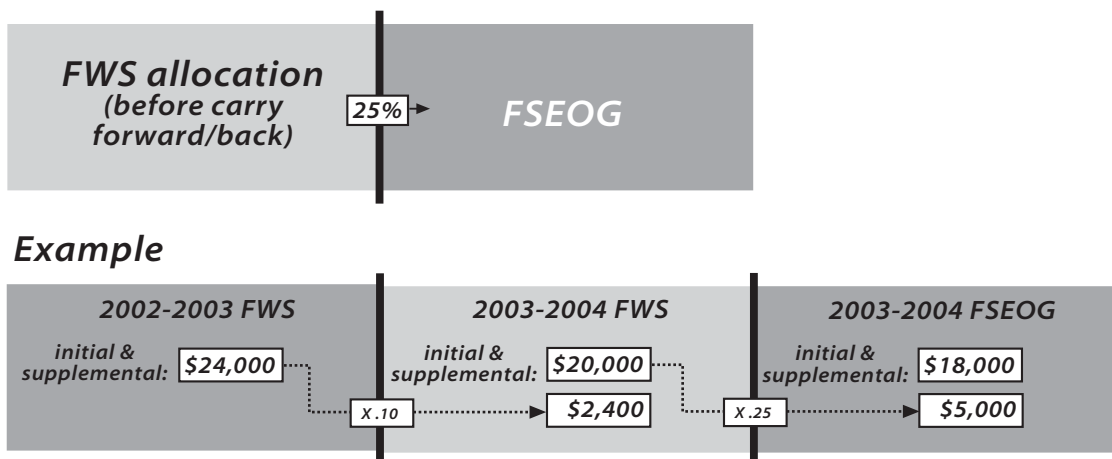 FWS allocation
(before carry
forward/back)
25%
FSEOG
Example
2002-2003 FWS
initial &
supplemental:
$24,000
X .10
2003-2004 FWS
initial &
supplemental:
$20,000
$2,400
X .25
2003-2004 FSEOG
initial &
supplemental:
$18,000
$5,000